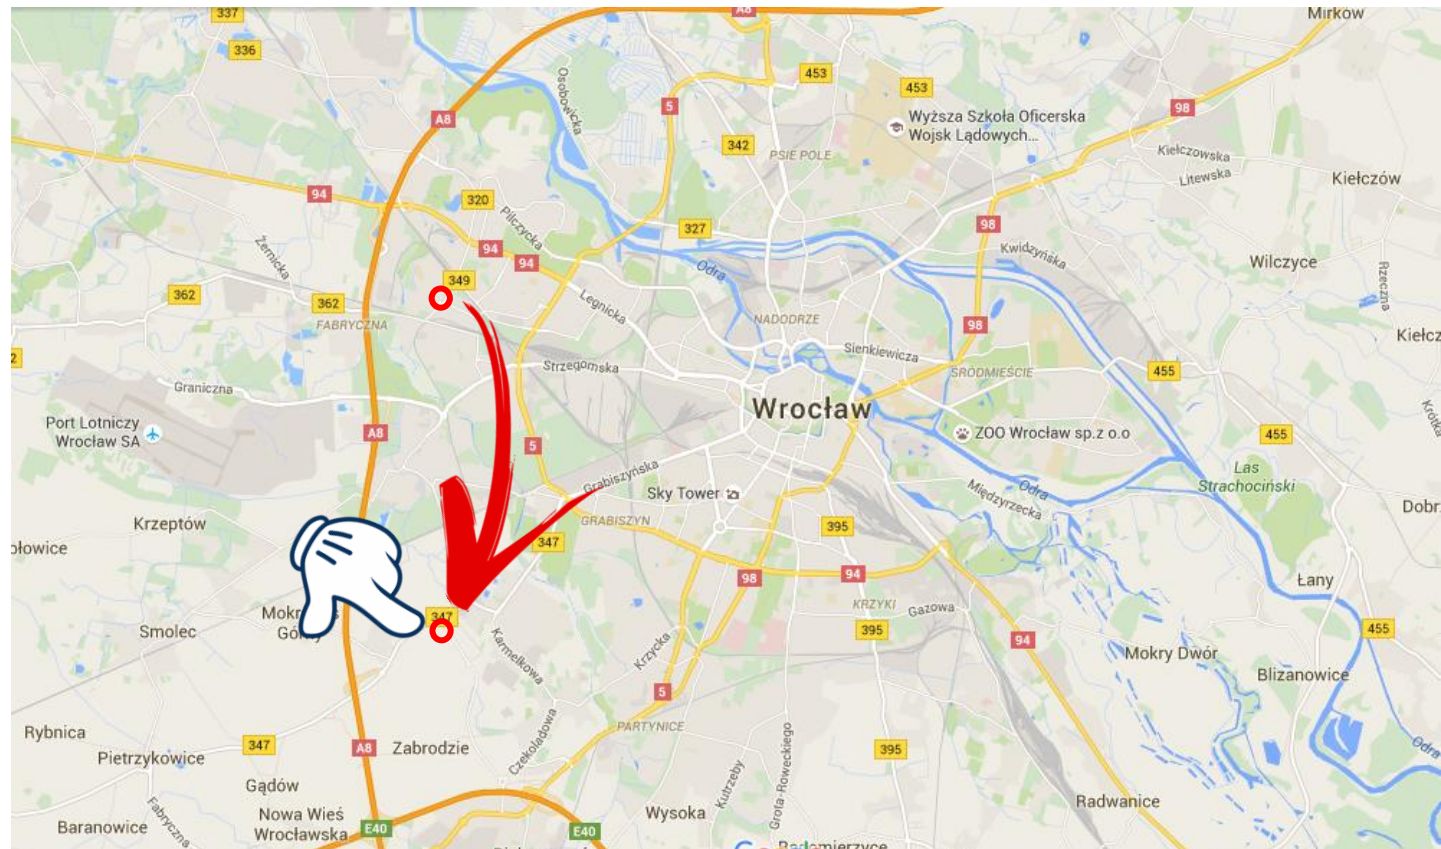 337
A8
Mirków
336
453
453
Osobowicka
5
98
Wyższa Szkoła Oficerska
Wojsk Lądowych...
A8
342
PSIE POLE
Kiełczowska
Litewska
Kiełczów
94
320
Pilczycka
327
98
Żernicka
94
94
Kwidzyńska
Wilczyce
Rzeczna
Odra
349
362
362
Legnicka
FABRYCZNA
NADODRZE
98
Kiełcz
2
Sienkiewicza
Strzegomska
ŚRÓDMIEŚCIE
455
Graniczna
Wrocław
Krótka
Port Lotniczy
Wrocław SA
A8
5
ZOO Wrocław sp.z o.o
455
Las
Strachociński
Grabiszyńska
Sky Tower
Odra
Międzyrzecka
Dobr
Krzeptów
GRABISZYN
395
347
98
94
Łany
347
Smolec
KRZYKI
Gazowa
395
455
Karmelkowa
Krzycka
94
Mokry Dwór
Blizanowice
5
Rybnica
Czekoladowa
PARTYNICE
Pietrzykowice
347
A8
Zabrodzie
395
Odra
Gądów
Kutrzeby
Grota-Roweckiego
Nowa Wieś
Wrocławska
Wysoka
Radwanice
Baranowice
Fabryczna
E40
E40